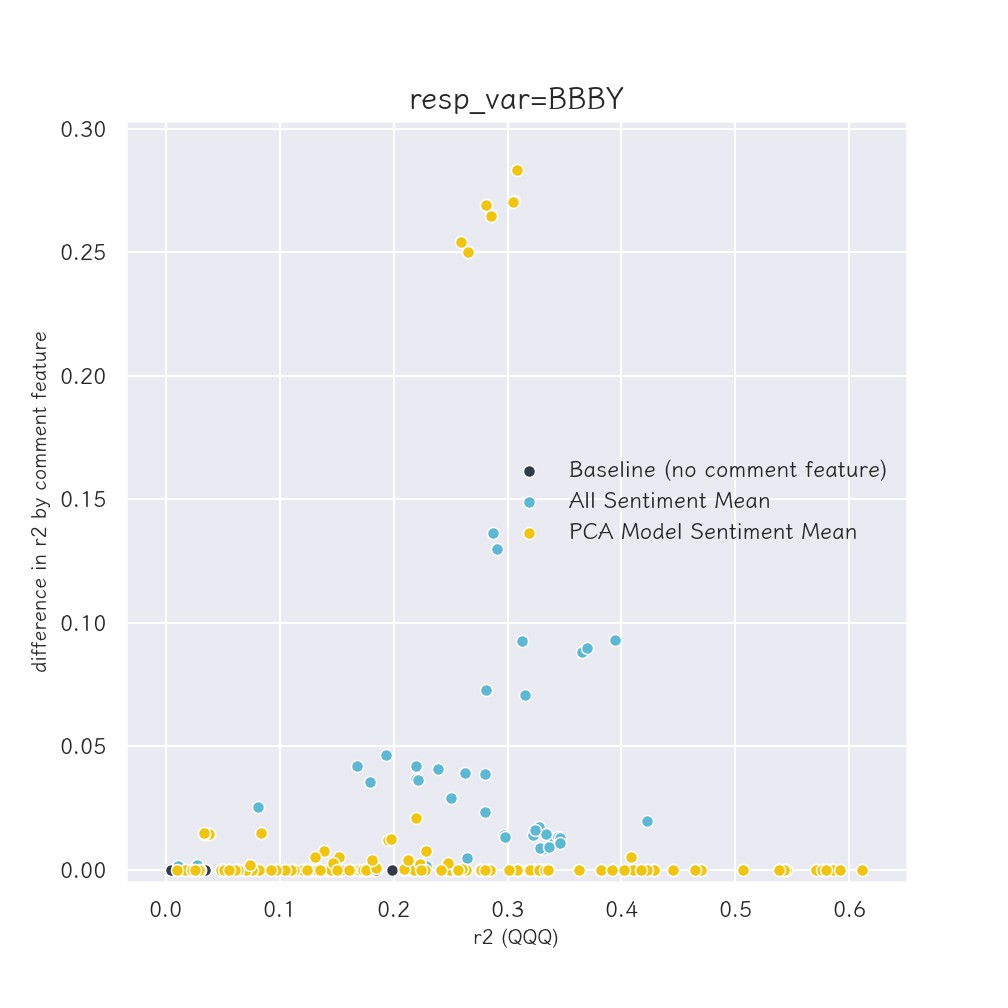 resp_var=BBBY
0.30
0.25
0.20
0.15
0.10
0.05
0.00
difference in r2 by comment feature
Baseline (no comment feature)
All Sentiment Mean
PCA Model Sentiment Mean
0.0 0.1 0.2 0.3 0.4 0.5 0.6
r2 (QQQ)